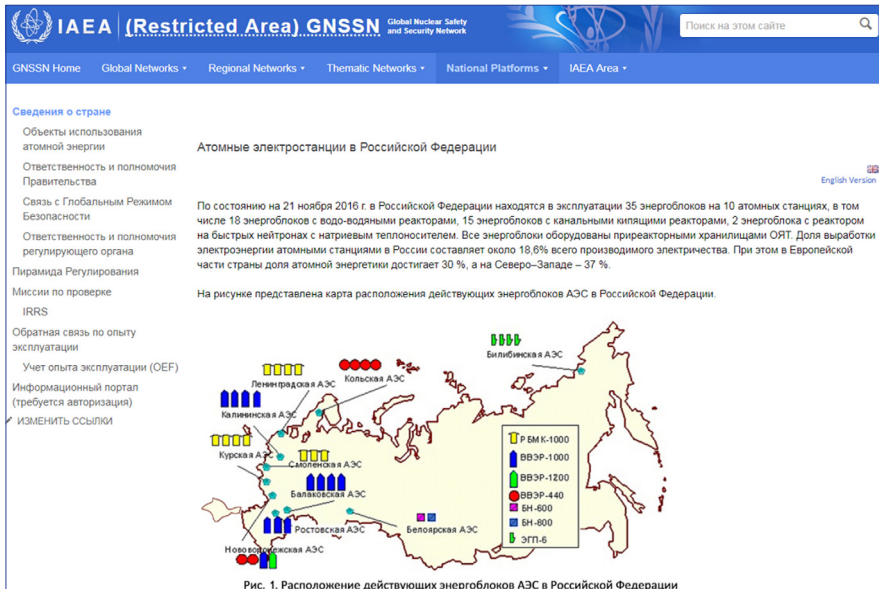 IAEA (Restricted Area) GNSSN Global Nuclear Safety
and Security Network
Поиск на этом сайте
GNSSN Home Global Networks Regional Networks Thematic Networks National Platforms IAEA Area
Сведения о стране
Объекты использования
атомной энергии
Ответственность и полномочия
Правительства
Связь с Глобальным Режимом
Безопасности
Ответственность и полномочия
регулирующего органа
Пирамида Регулирования
Миссии по проверке
IRRS
Обратная связь по опыту
эксплуатации
Учет опыта эксплуатации (OEF)
Информационный портал
(требуется авторизация)
ИЗМЕНИТЬ ССЫЛКИ
Атомные электростанции в Российской Федерации
English Version
По состоянию на 21 ноября 2016 г. в Российской Федерации находятся в эксплуатации 35 энергоблоков на 10 атомных станциях, в том
числе 18 энергоблоков с водо-водяными реакторами, 15 энергоблоков с канальными кипящими реакторами, 2 энергоблока с реактором
на быстрых нейтронах с натриевым теплоносителем. Все энергоблоки оборудованы приреакторными хранилищами ОЯТ. Доля выработки
электроэнергии атомными станциями в России составляет около 18,6% всего производимого электричества. При этом в Европейской
части страны доля атомной энергетики достигает 30 %, а на Северо–Западе – 37 %.
На рисунке представлена карта расположения действующих энергоблоков АЭС в Российской Федерации.
Билибинская АЭС
Кольская АЭС
Ленинградская АЭС
Калининская АЭС
Курская АЭС
Смоленская АЭС
Балаковская АЭС
Ростовская АЭС
Белоярская АЭС
Нововоронежская АЭС
РБМК-1000
ВВЭР-1000
ВВЭР-1200
ВВЭР-440
БН-600
БН-800
ЭГП-6
Рис. 1. Расположение действующих энергоблоков АЭС в Российской Федерации